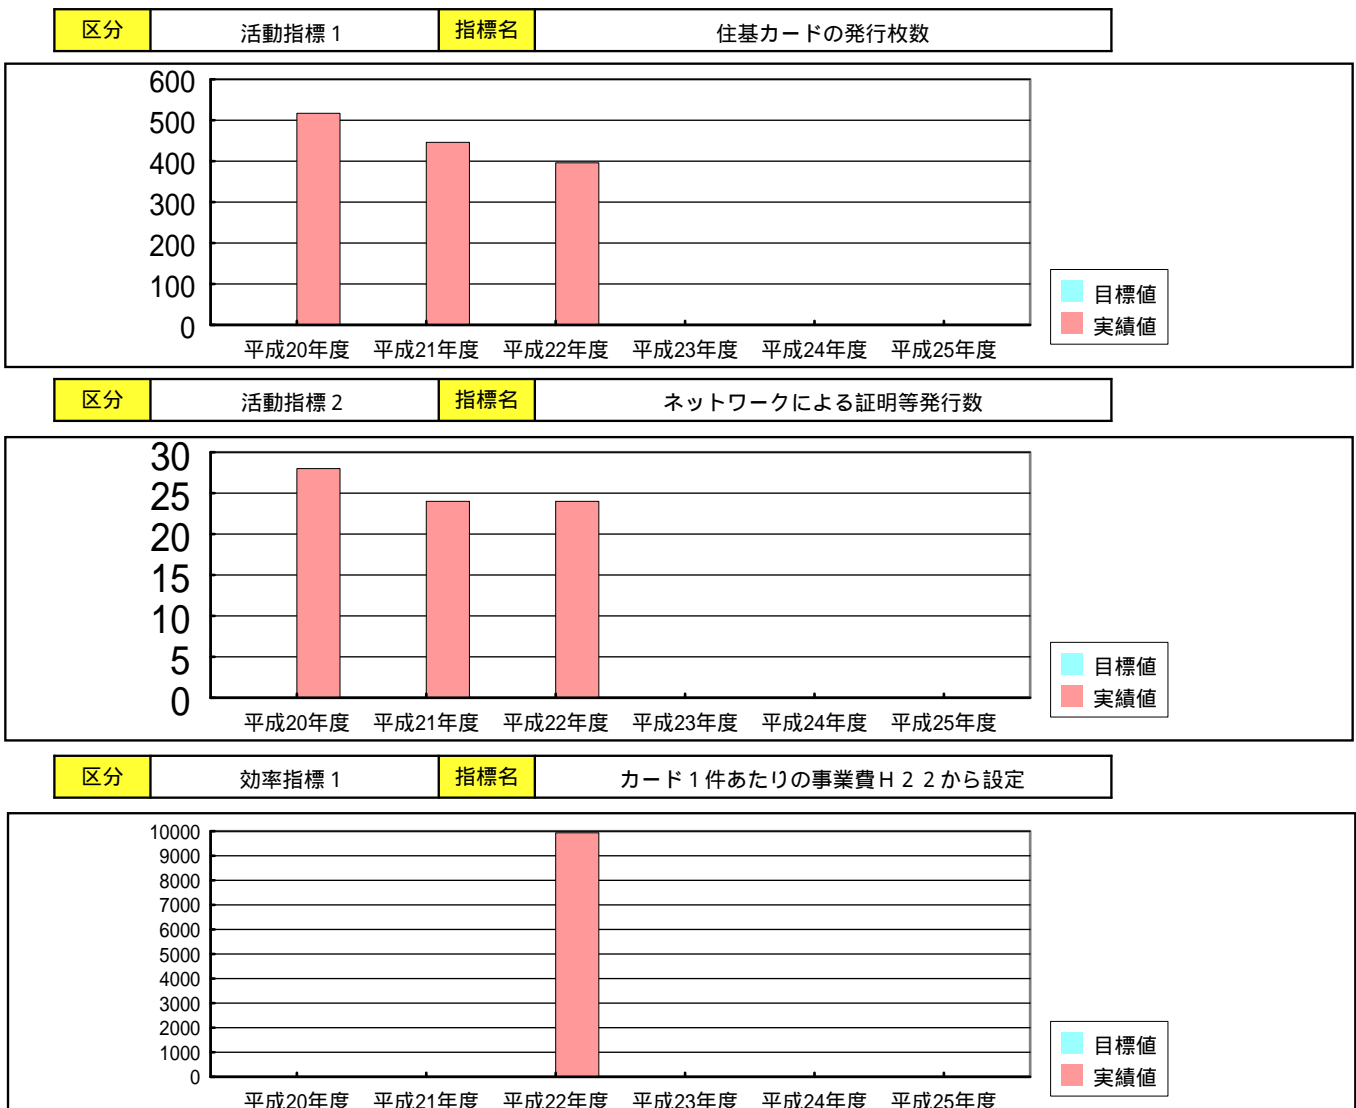 区分 活動指標１ 指標名 住基カードの発行枚数
600
500
400
300
200
100
0
平成20年度 平成21年度 平成22年度 平成23年度 平成24年度 平成25年度
目標値
実績値
区分 活動指標２ 指標名 ネットワークによる証明等発行数
30
25
20
15
10
5
0
平成20年度 平成21年度 平成22年度 平成23年度 平成24年度 平成25年度
目標値
実績値
区分 効率指標１ 指標名 カード１件あたりの事業費Ｈ２２から設定
10000
9000
8000
7000
6000
5000
4000
3000
2000
1000
0
平成20年度 平成21年度 平成22年度 平成23年度 平成24年度 平成25年度
目標値
実績値